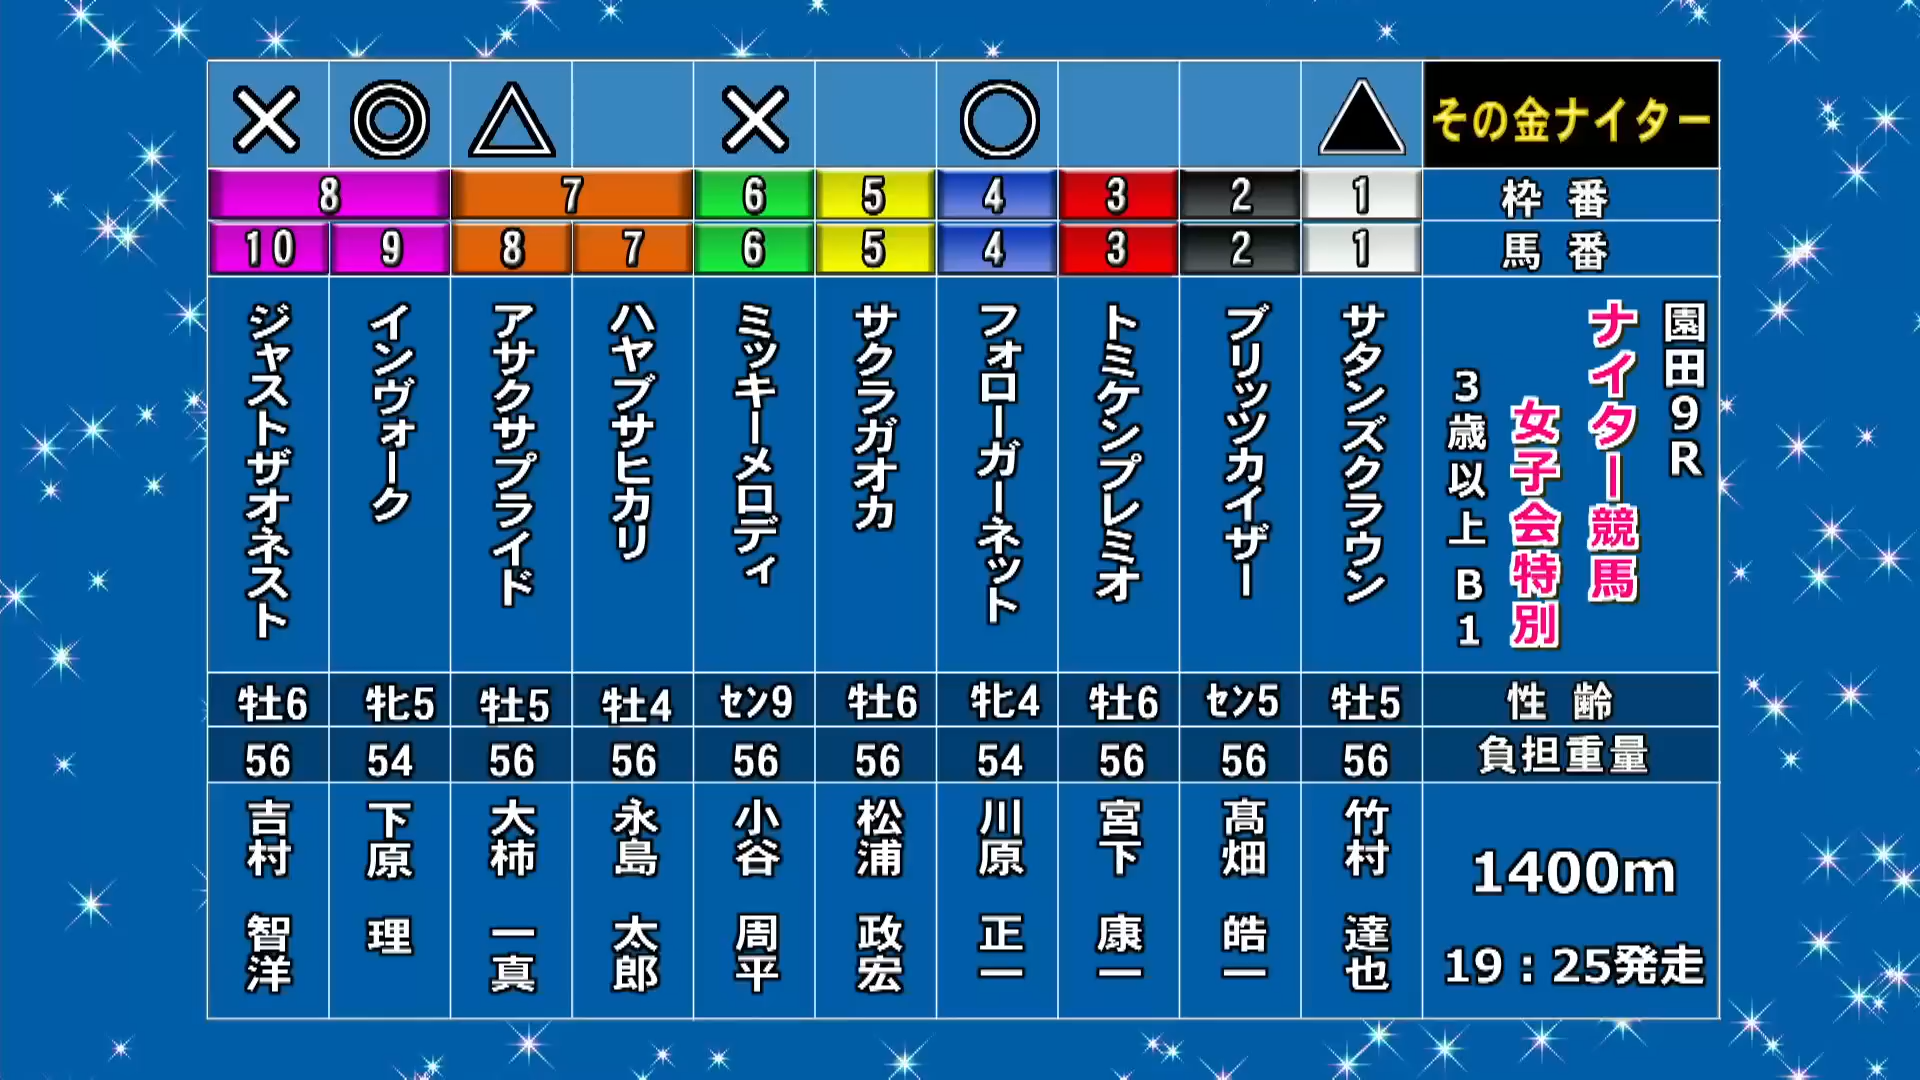 その金ナイター
枠番
馬番
園田9R
ナイター競馬
女子会特別
3歳以上B1
性齢
負担重量
1400m
19:25発走
▲
1
1
サタンズクラウン
牡5
56
竹村 達也
2
2
ブリッツカイザー
セン5
56
髙畑 皓一
3
3
トミケンプレミオ
牡6
56
宮下 康一
○
4
4
フォローガーネット
牝4
54
川原 正一
5
5
サクラガオカ
牡6
56
松浦 政宏
×
6
6
ミッキーメロディ
セン9
56
小谷 周平
7
7
ハヤブサヒカリ
牡4
56
永島 太郎
△
8
アサクサプライド
牡5
56
大柿 一真
◎
8
9
インヴォーク
牝5
54
下原 理
×
10
ジャストザオネスト
牡6
56
吉村 智洋